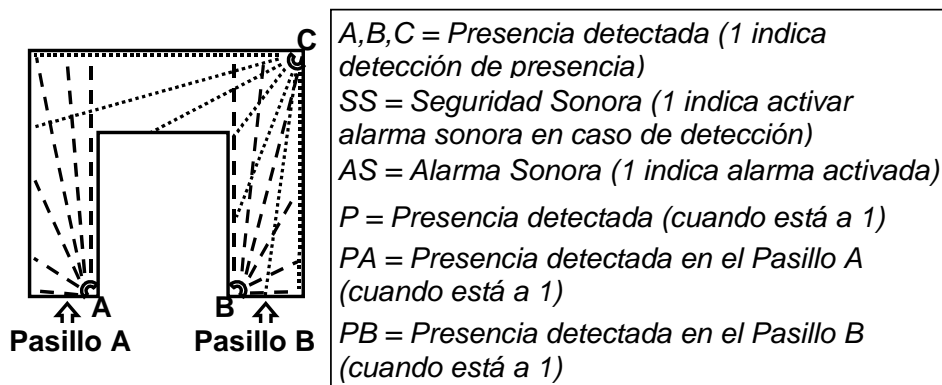 C
A
B
Pasillo A
Pasillo B
A,B,C = Presencia detectada (1 indica
detección de presencia)
SS = Seguridad Sonora (1 indica activar
alarma sonora en caso de detección)
AS = Alarma Sonora (1 indica alarma activada)
P = Presencia detectada (cuando está a 1)
PA = Presencia detectada en el Pasillo A
(cuando está a 1)
PB = Presencia detectada en el Pasillo B
(cuando está a 1)